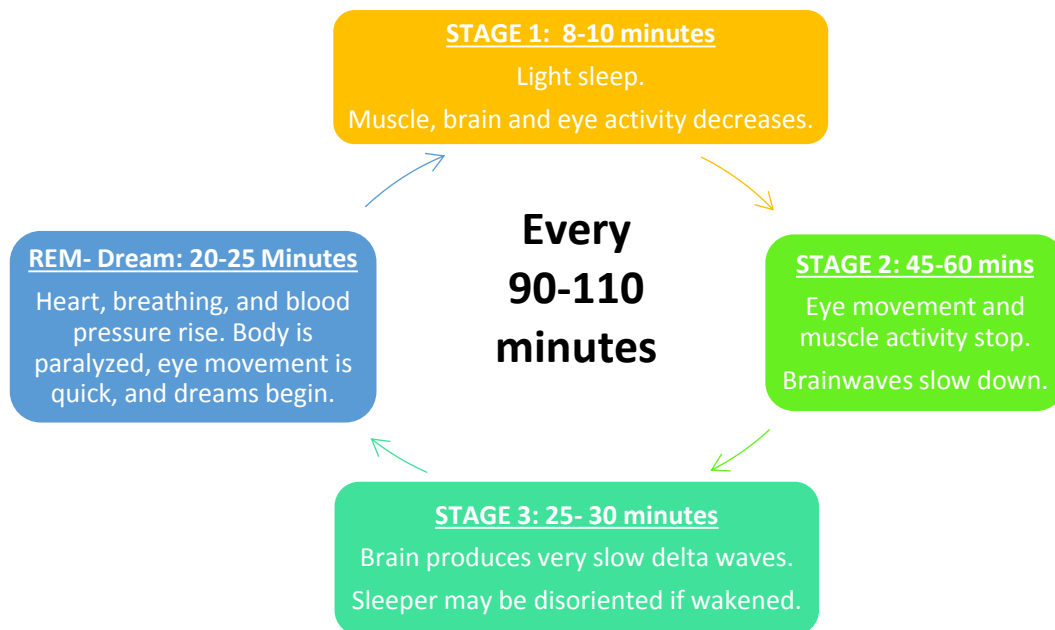 STAGE 1:  8-10 minutes
Light sleep.
Muscle, brain and eye activity decreases.
Every
90-110
minutes
STAGE 2: 45-60 mins
Eye movement and
muscle activity stop.
Brainwaves slow down.
STAGE 3: 25- 30 minutes
Brain produces very slow delta waves.
Sleeper may be disoriented if wakened.
REM- Dream: 20-25 Minutes
Heart, breathing, and blood
pressure rise. Body is
paralyzed, eye movement is
quick, and dreams begin.